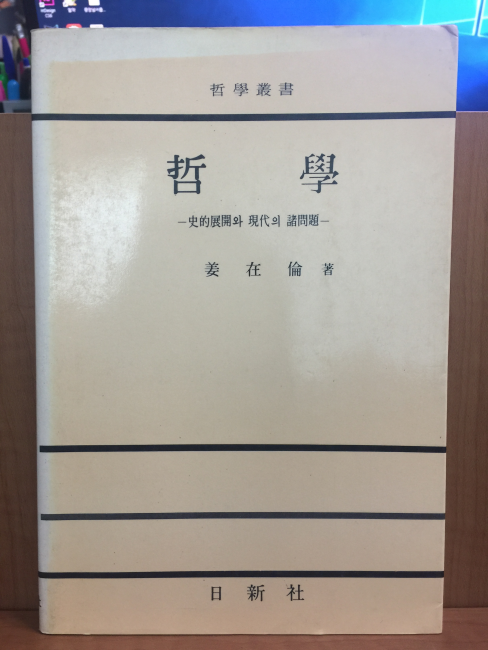 哲學叢書
哲學
-史的展開와 現代의 諸問題-
姜在倫 著
日新社